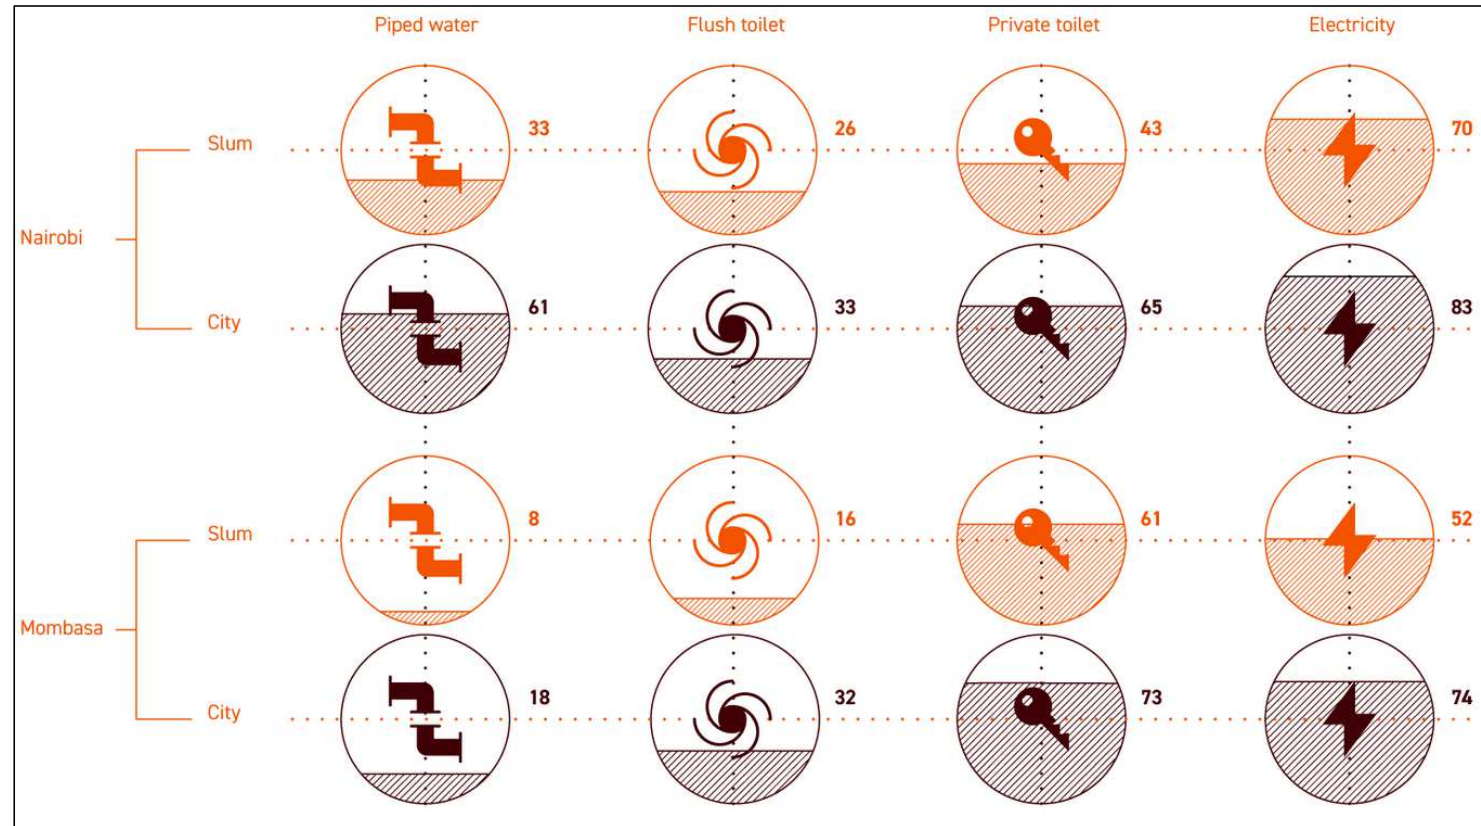 Piped water Flush toilet Private toilet Electricity
Slum 33 26 43 70
Nairobi
City 61 33 65 83
Slum 8 16 61 52
Mombasa
City 18 32 73 74